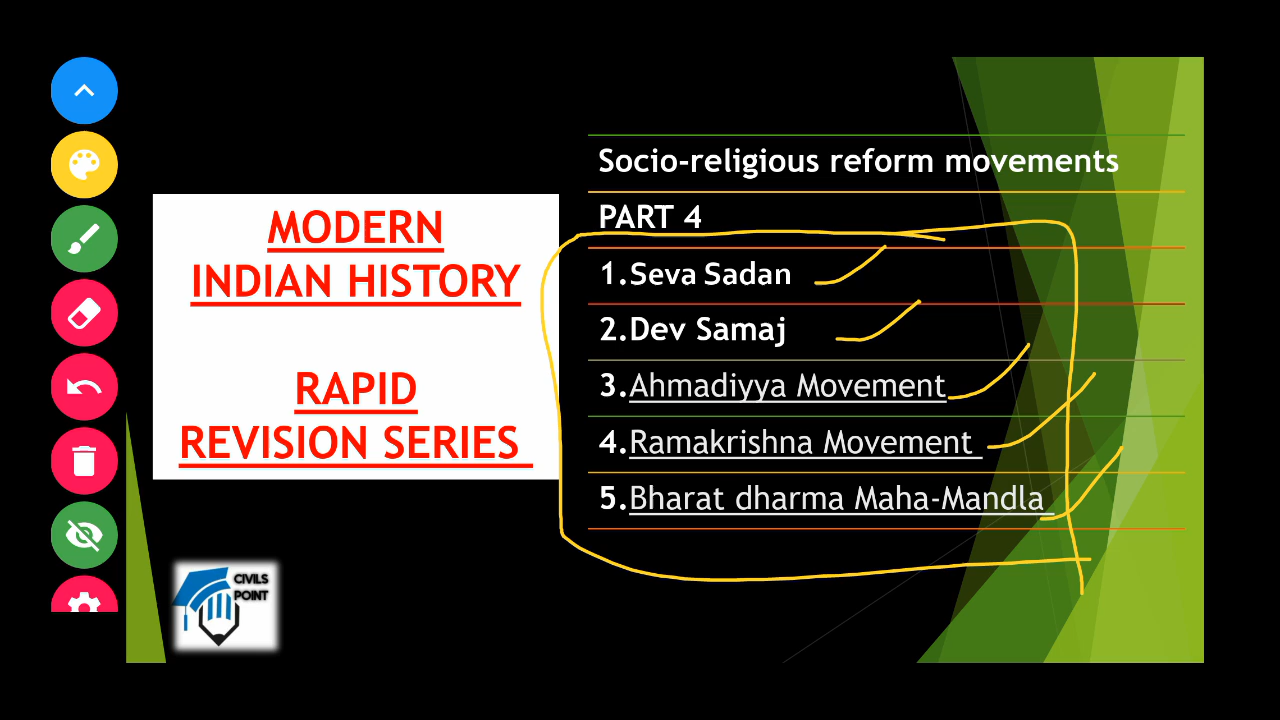 MODERN
INDIAN HISTORY
RAPID
REVISION SERIES
Socio-religious reform movements
PART 4
1.Seva Sadan
2.Dev Samaj
3.Ahmadiyya Movement
4.Ramakrishna Movement
5.Bharat dharma Maha-Mandla
CIVILS
POINT